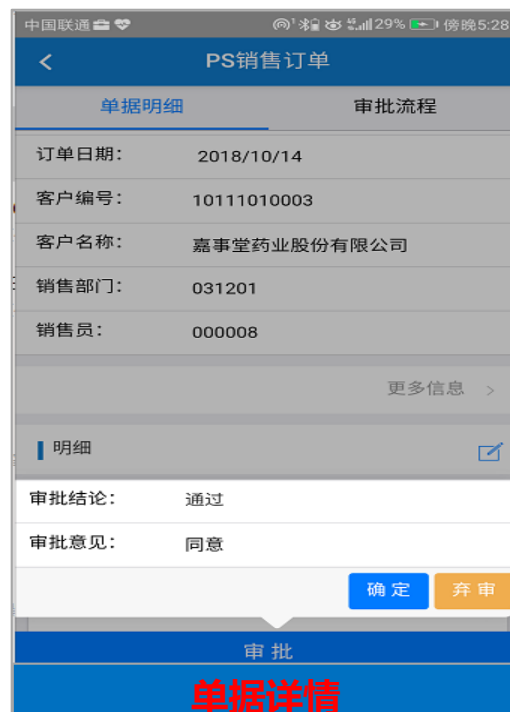 中国联通 29% 傍晚5:28
< PS销售订单
单据明细 审批流程
订单日期： 2018/10/14
客户编号： 10111010003
客户名称： 嘉事堂药业股份有限公司
销售部门： 031201
销售员： 000008
更多信息 >
明细
审批结论： 通过
审批意见： 同意
确定 弃审
审批
单据详情